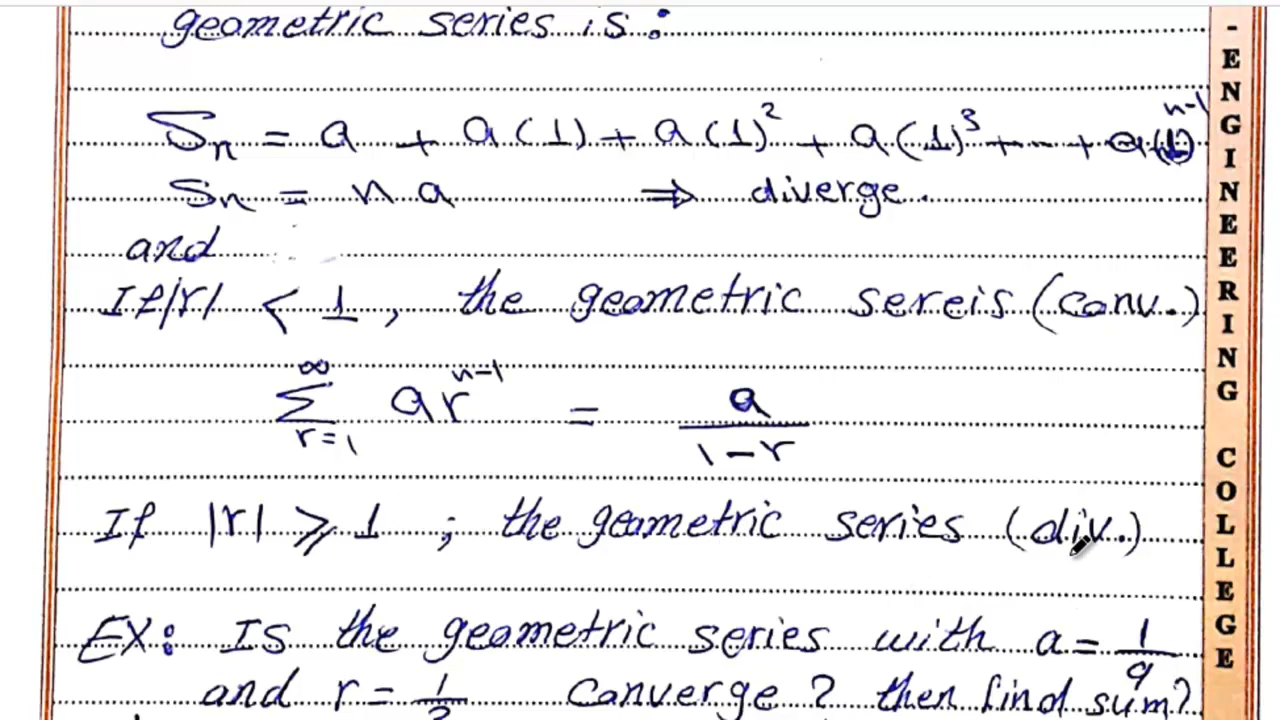 geometric series is :
Sn = a + a (1) + a (1)² + a (1)³ + ... + a (1)ⁿ⁻¹
Sn = n a ⇒ diverge.
and
If |r| < 1 , the geometric sereis (conv.)
∞
∑ a rⁿ⁻¹ = a / (1 - r)
r = 1
If |r| ⩾ 1 ; the geometric series (div.)
EX: Is the geometric series with a = 1/9
and r = 1/3 Converge ? then find sum?
- ENGINEERING COLLEGE